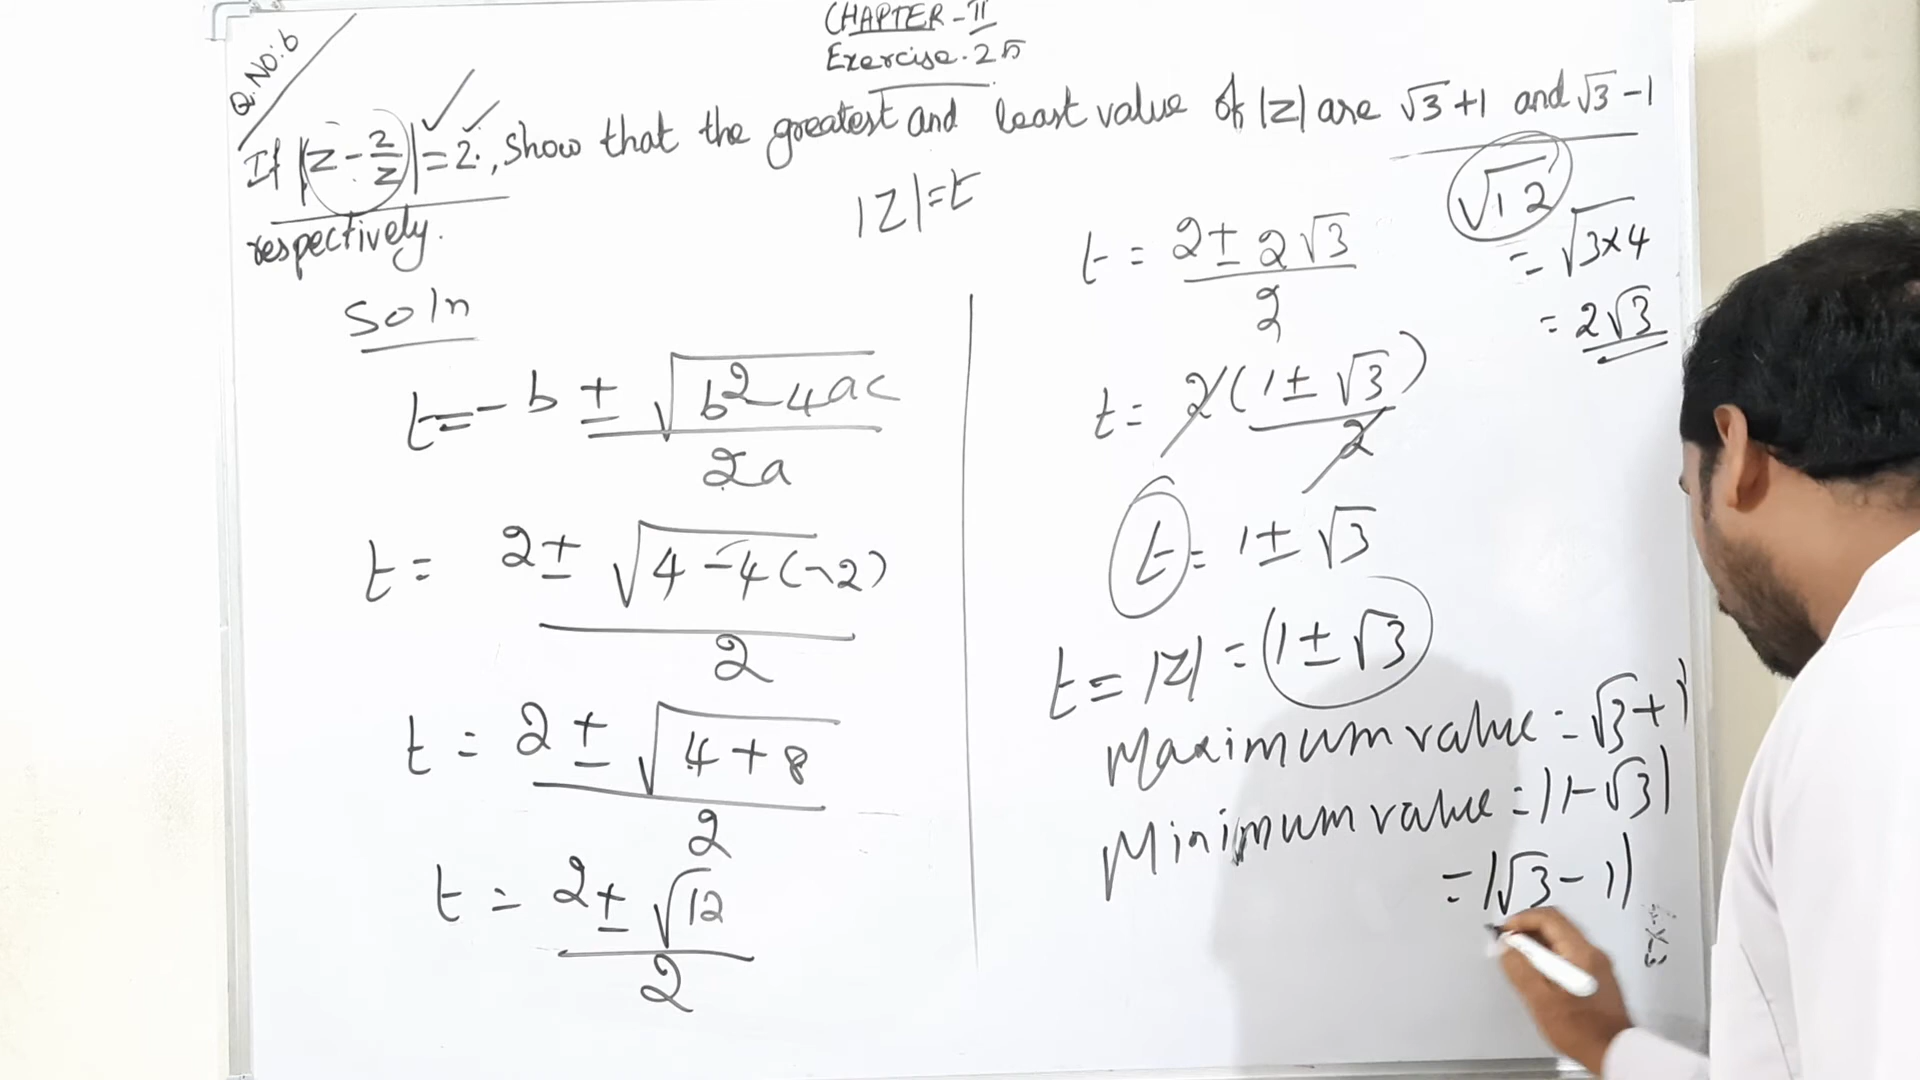 CHAPTER - II
Exercise. 2.5
Q. No: 6
If |z - 2/z| = 2., Show that the greatest and least value of |z| are √3+1 and √3-1
respectively.
|z| = t
Soln
t = -b ± √(b² - 4ac) / 2a
t = 2 ± √(4 - 4(-2)) / 2
t = 2 ± √(4 + 8) / 2
t = 2 ± √12 / 2
t = 2 ± 2√3 / 2
t = 2(1 ± √3) / 2
t = 1 ± √3
t = |z| = (1 ± √3)
Maximum value = √3 + 1
Minimum value = |1 - √3|
= |√3 - 1|
√12
= √3×4
= 2√3